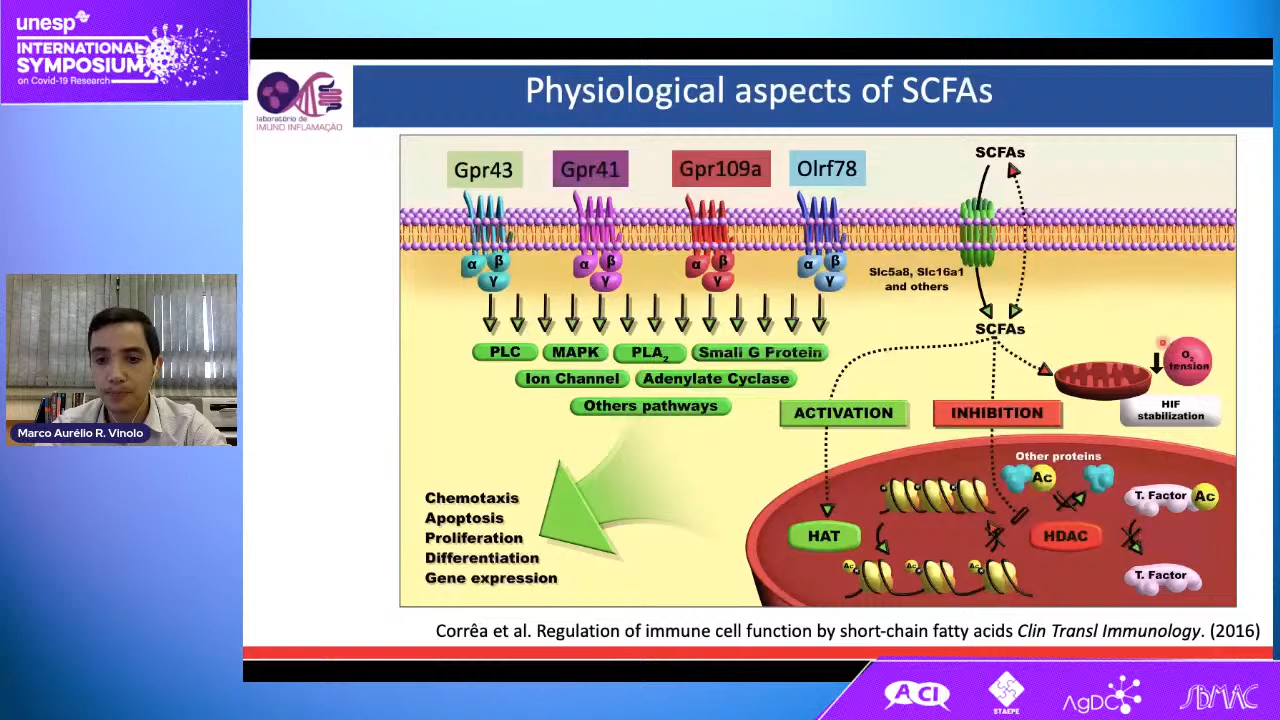 unesp
INTERNATIONAL
SYMPOSIUM
on Covid-19 Research
laboratório de
IMUNO INFLAMAÇÃO
Physiological aspects of SCFAs
Gpr43
Gpr41
Gpr109a
Olrf78
SCFAs
α β γ
α β γ
α β γ
α β γ
Slc5a8, Slc16a1
and others
SCFAs
PLC
MAPK
PLA2
Small G Protein
Ion Channel
Adenylate Cyclase
Others pathways
O2
tension
HIF
stabilization
ACTIVATION
INHIBITION
Chemotaxis
Apoptosis
Proliferation
Differentiation
Gene expression
Other proteins
Ac
T. Factor
Ac
HAT
HDAC
Ac
Ac
Ac
T. Factor
Marco Aurélio R. Vinolo
Corrêa et al. Regulation of immune cell function by short-chain fatty acids Clin Transl Immunology. (2016)
ACI
STAEPE
AgDC
SBMAC